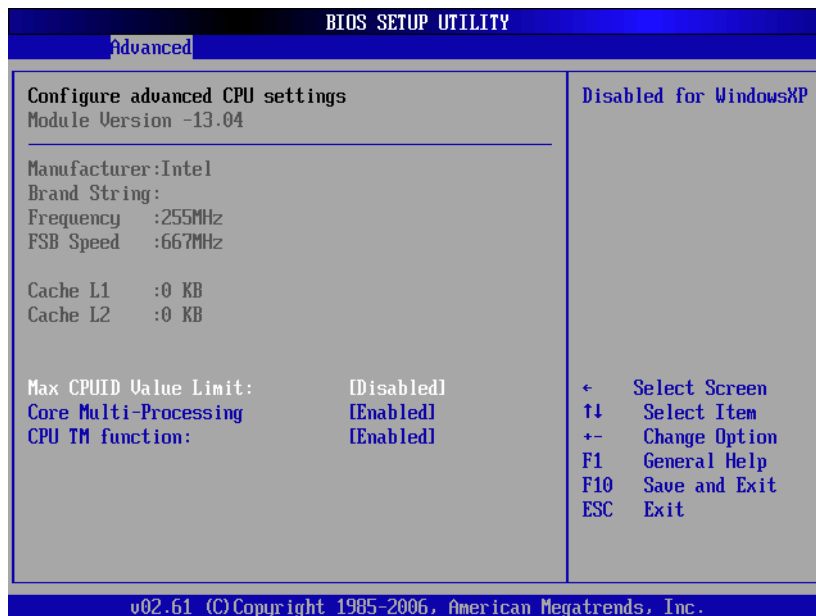 BIOS SETUP UTILITY
Advanced
Configure advanced CPU settings
Module Version -13.04
Manufacturer:Intel
Brand String:
Frequency :255MHz
FSB Speed :667MHz
Cache L1 :0 KB
Cache L2 :0 KB
Max CPUID Value Limit: [Disabled]
Core Multi-Processing [Enabled]
CPU TM function: [Enabled]
Disabled for WindowsXP
← Select Screen
↑↓ Select Item
+- Change Option
F1 General Help
F10 Save and Exit
ESC Exit
v02.61 (C)Copyright 1985-2006, American Megatrends, Inc.